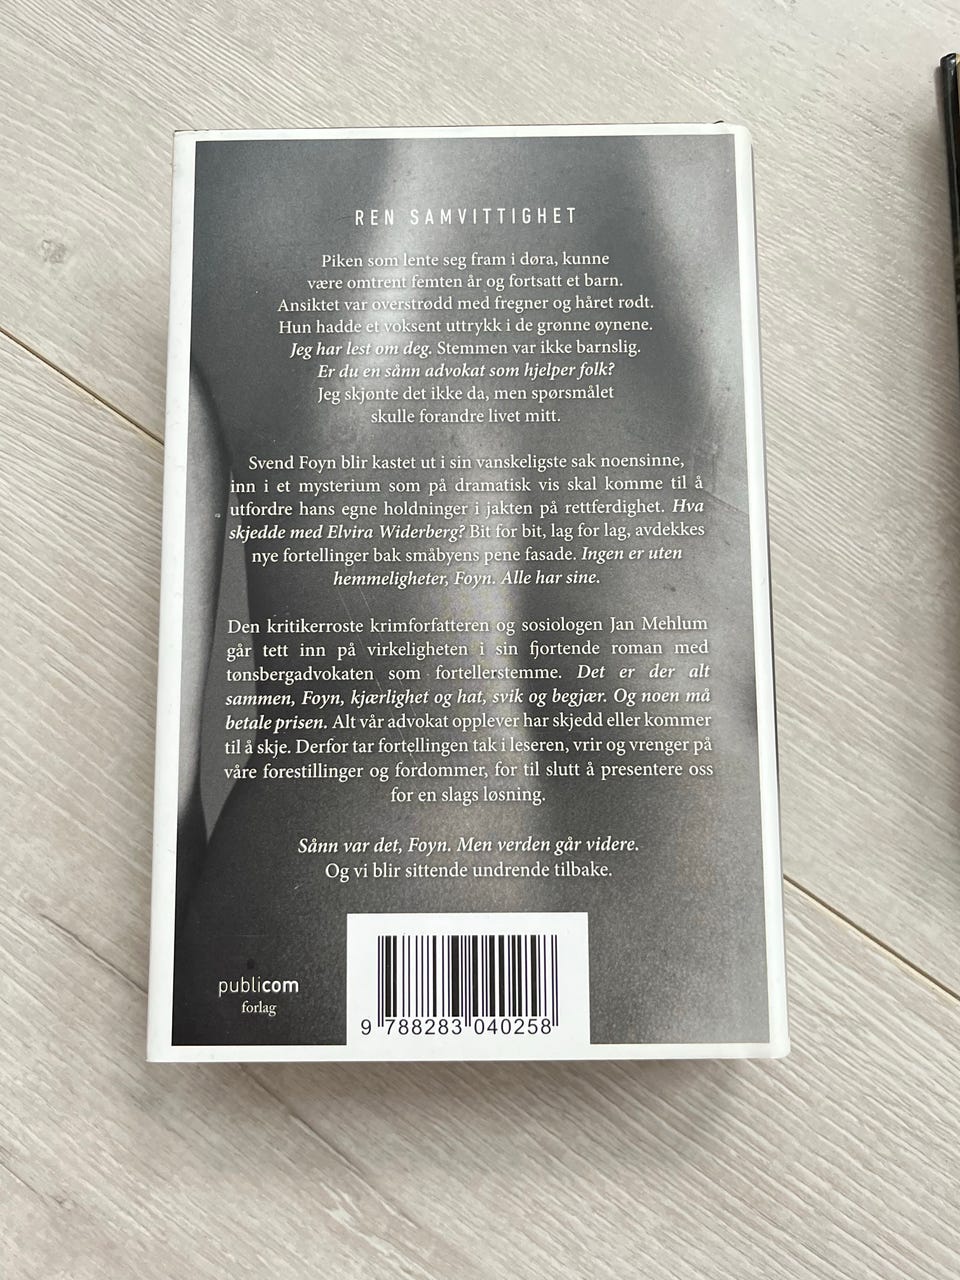 REN SAMVITTIGHET
Piken som lente seg fram i døra, kunne
være omtrent femten år og fortsatt et barn.
Ansiktet var overstrødd med fregner og håret rødt.
Hun hadde et voksent uttrykk i de grønne øynene.
Jeg har lest om deg. Stemmen var ikke barnslig.
Er du en sånn advokat som hjelper folk?
Jeg skjønte det ikke da, men spørsmålet
skulle forandre livet mitt.
Svend Foyn blir kastet ut i sin vanskeligste sak noensinne,
inn i et mysterium som på dramatisk vis skal komme til å
utfordre hans egne holdninger i jakten på rettferdighet. Hva
skjedde med Elvira Widerberg? Bit for bit, lag for lag, avdekkes
nye fortellinger bak småbyens pene fasade. Ingen er uten
hemmeligheter, Foyn. Alle har sine.
Den kritikerroste krimforfatteren og sosiologen Jan Mehlum
går tett inn på virkeligheten i sin fjortende roman med
tønsbergadvokaten som fortellerstemme. Det er der alt
sammen, Foyn, kjærlighet og hat, svik og begjær. Og noen må
betale prisen. Alt vår advokat opplever har skjedd eller kommer
til å skje. Derfor tar fortellingen tak i leseren, vrir og vrenger på
våre forestillinger og fordommer, for til slutt å presentere oss
for en slags løsning.
Sånn var det, Foyn. Men verden går videre.
Og vi blir sittende undrende tilbake.
publicom
forlag
9 788283 040258